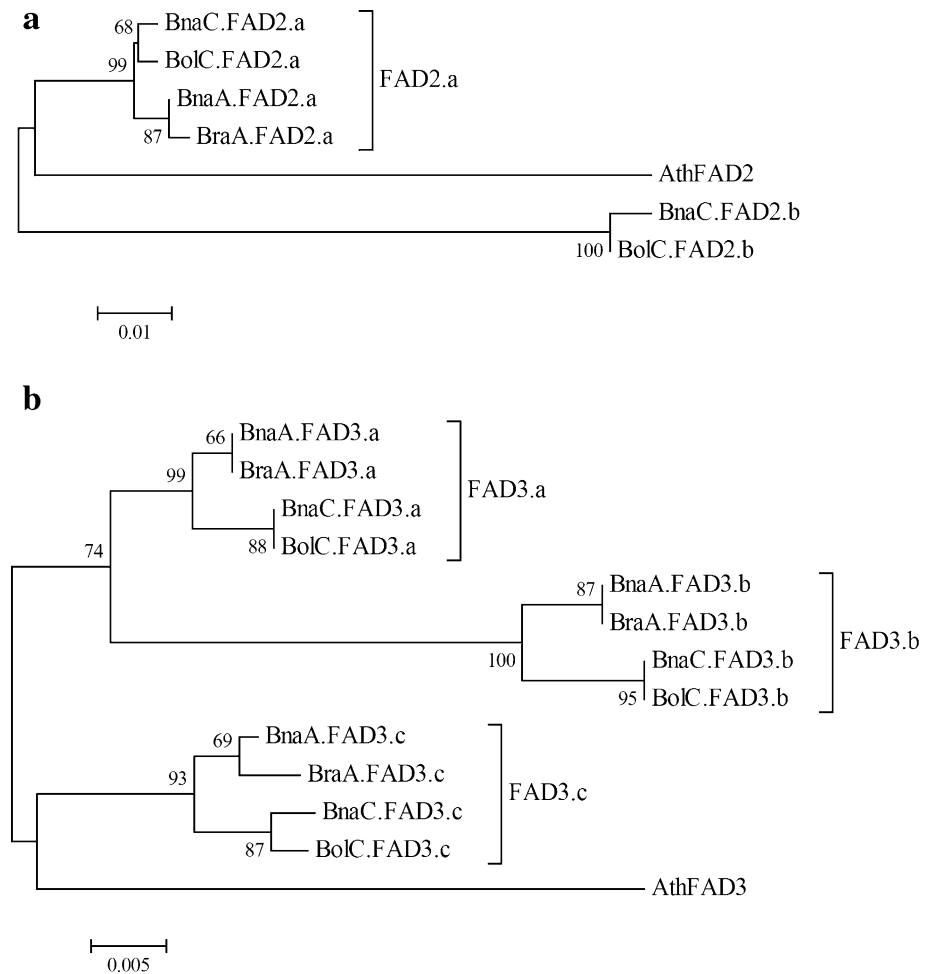 a
68
BnaC.FAD2.a
BolC.FAD2.a
99
BnaA.FAD2.a
87
BraA.FAD2.a
FAD2.a
AthFAD2
BnaC.FAD2.b
100
BolC.FAD2.b
0.01
b
66
BnaA.FAD3.a
BraA.FAD3.a
99
BnaC.FAD3.a
88
BolC.FAD3.a
FAD3.a
74
87
BnaA.FAD3.b
BraA.FAD3.b
100
BnaC.FAD3.b
95
BolC.FAD3.b
FAD3.b
69
BnaA.FAD3.c
BraA.FAD3.c
93
BnaC.FAD3.c
87
BolC.FAD3.c
FAD3.c
AthFAD3
0.005